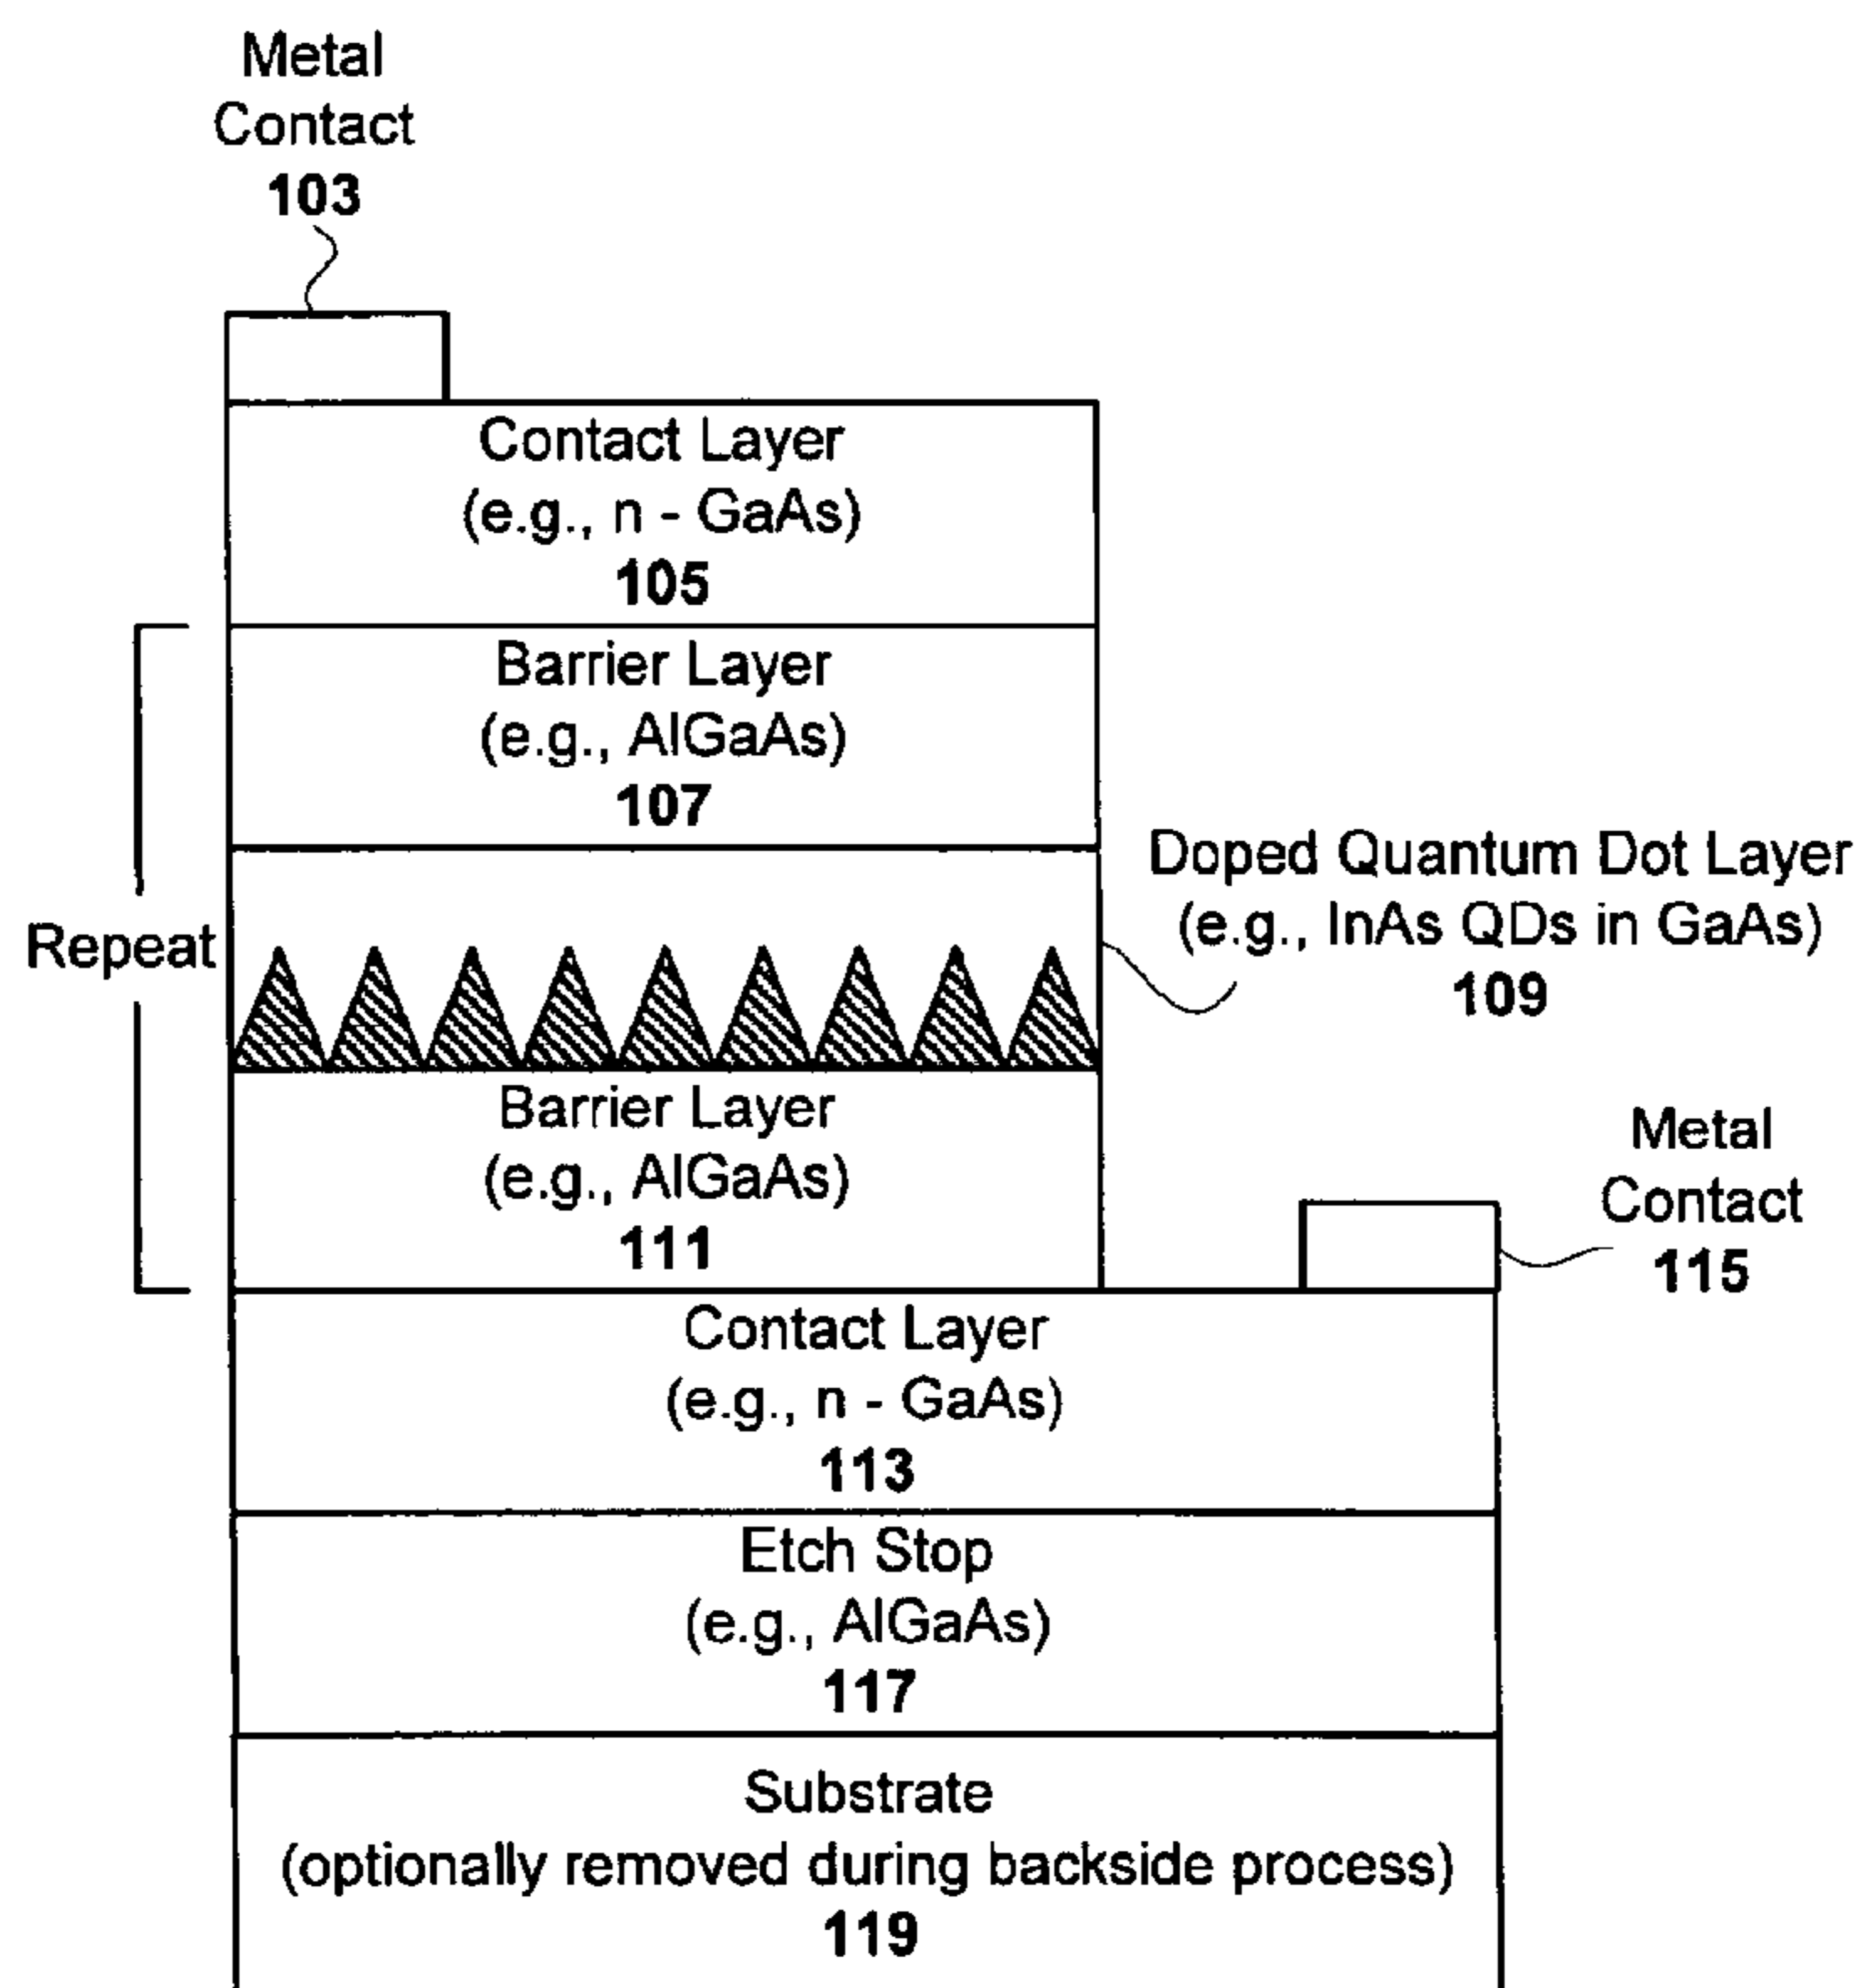 Metal
Contact
103
Contact Layer
(e.g., n - GaAs)
105
Barrier Layer
(e.g., AlGaAs)
107
Repeat
Doped Quantum Dot Layer
(e.g., InAs QDs in GaAs)
109
Barrier Layer
(e.g., AlGaAs)
111
Metal
Contact
115
Contact Layer
(e.g., n - GaAs)
113
Etch Stop
(e.g., AlGaAs)
117
Substrate
(optionally removed during backside process)
119